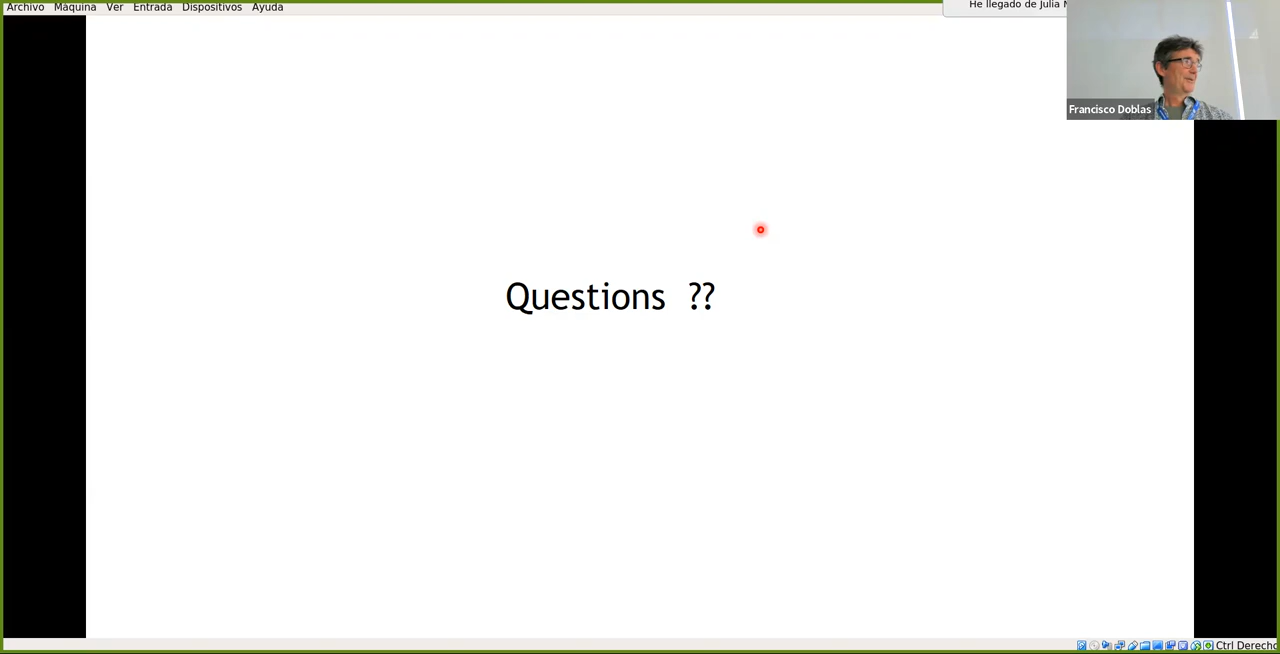 Archivo Máquina Ver Entrada Dispositivos Ayuda
He llegado de Julia
Francisco Doblas
Questions ??
Ctrl Derecho